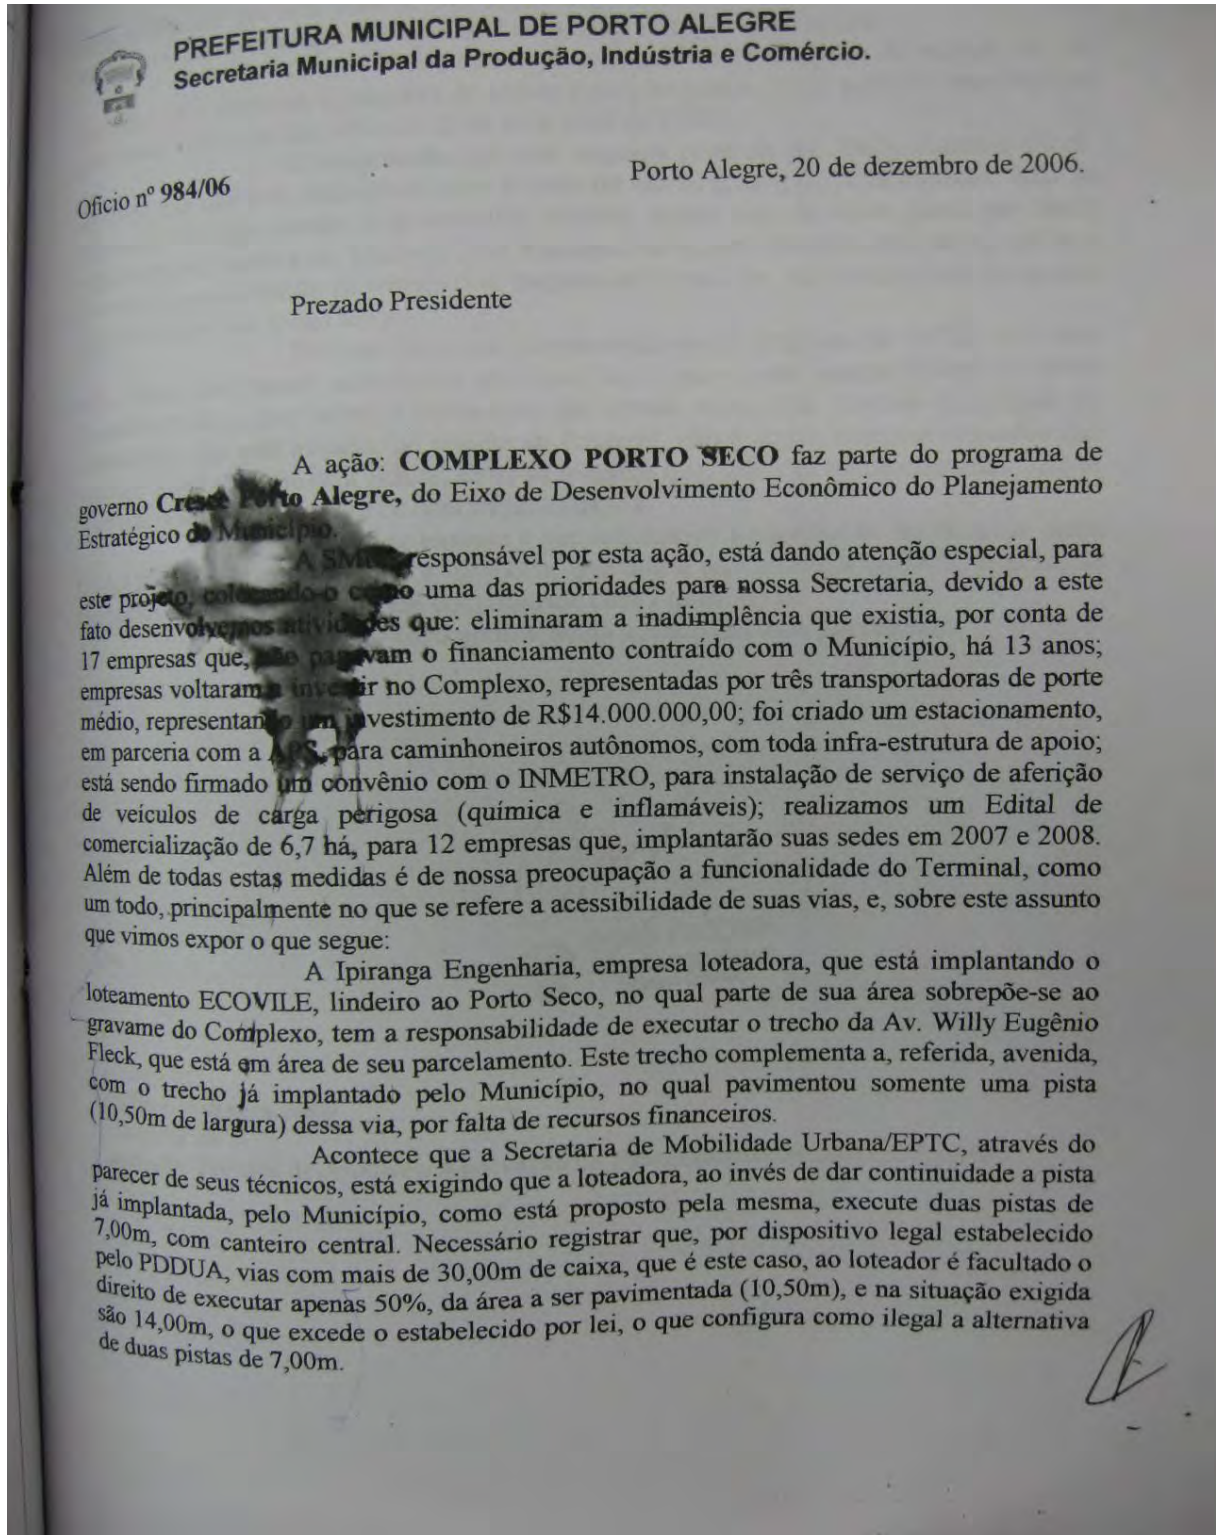 PREFEITURA MUNICIPAL DE PORTO ALEGRE
Secretaria Municipal da Produção, Indústria e Comércio.
Porto Alegre, 20 de dezembro de 2006.
Oficio nº 984/06
Prezado Presidente
A ação: COMPLEXO PORTO SECO faz parte do programa de
governo Cresce Porto Alegre, do Eixo de Desenvolvimento Econômico do Planejamento
Estratégico do Município.
A responsável por esta ação, está dando atenção especial, para
este projeto, colocando-o como uma das prioridades para nossa Secretaria, devido a este
fato desenvolvemos atividades que: eliminaram a inadimplência que existia, por conta de
17 empresas que, não pagavam o financiamento contraído com o Município, há 13 anos;
empresas voltaram a investir no Complexo, representadas por três transportadoras de porte
médio, representando um investimento de R$14.000.000,00; foi criado um estacionamento,
em parceria com a APS, para caminhoneiros autônomos, com toda infra-estrutura de apoio;
está sendo firmado um convênio com o INMETRO, para instalação de serviço de aferição
de veículos de carga perigosa (química e inflamáveis); realizamos um Edital de
comercialização de 6,7 há, para 12 empresas que, implantarão suas sedes em 2007 e 2008.
Além de todas estas medidas é de nossa preocupação a funcionalidade do Terminal, como
um todo, principalmente no que se refere a acessibilidade de suas vias, e, sobre este assunto
que vimos expor o que segue:
A Ipiranga Engenharia, empresa loteadora, que está implantando o
loteamento ECOVILE, lindeiro ao Porto Seco, no qual parte de sua área sobrepõe-se ao
gravame do Complexo, tem a responsabilidade de executar o trecho da Av. Willy Eugênio
Fleck, que está em área de seu parcelamento. Este trecho complementa a, referida, avenida,
com o trecho já implantado pelo Município, no qual pavimentou somente uma pista
(10,50m de largura) dessa via, por falta de recursos financeiros.
Acontece que a Secretaria de Mobilidade Urbana/EPTC, através do
parecer de seus técnicos, está exigindo que a loteadora, ao invés de dar continuidade a pista
já implantada, pelo Município, como está proposto pela mesma, execute duas pistas de
7,00m, com canteiro central. Necessário registrar que, por dispositivo legal estabelecido
pelo PDDUA, vias com mais de 30,00m de caixa, que é este caso, ao loteador é facultado o
direito de executar apenas 50%, da área a ser pavimentada (10,50m), e na situação exigida
são 14,00m, o que excede o estabelecido por lei, o que configura como ilegal a alternativa
de duas pistas de 7,00m.